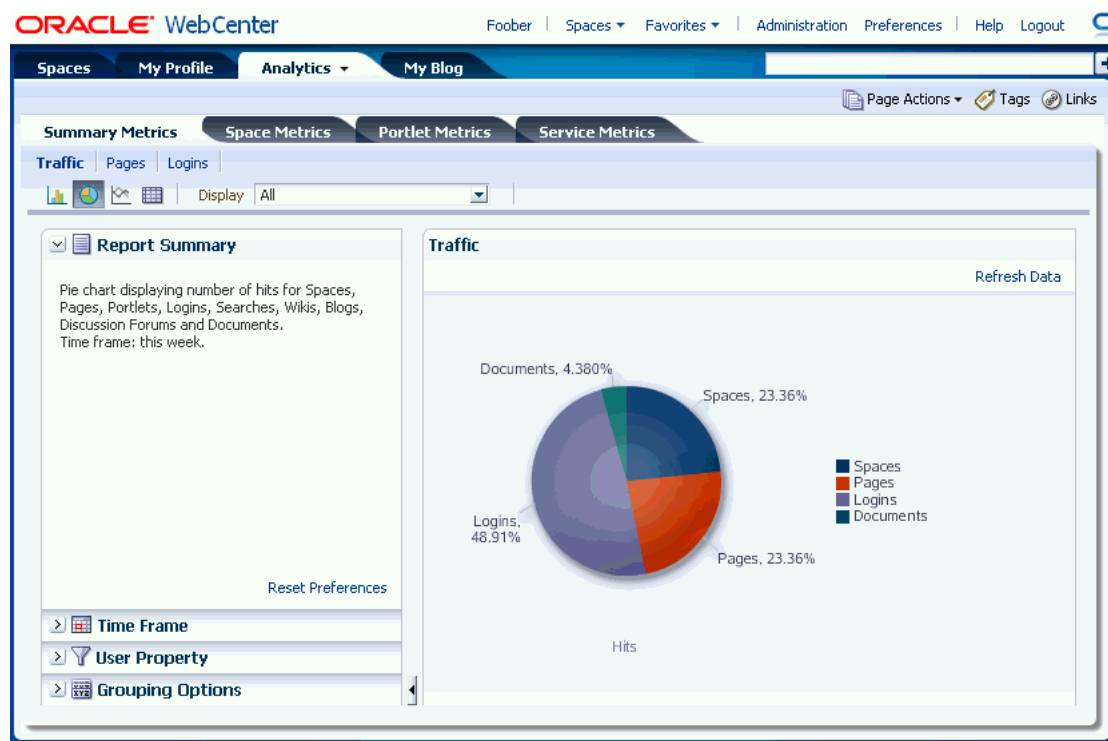 ORACLE WebCenter
Foober Spaces Favorites Administration Preferences Help Logout
Spaces My Profile Analytics My Blog
Page Actions Tags Links
Summary Metrics Space Metrics Portlet Metrics Service Metrics
Traffic Pages Logins
Display All
Report Summary
Pie chart displaying number of hits for Spaces,
Pages, Portlets, Logins, Searches, Wikis, Blogs,
Discussion Forums and Documents.
Time frame: this week.
Reset Preferences
Time Frame
User Property
Grouping Options
Traffic
Refresh Data
Documents, 4.380%
Spaces, 23.36%
Logins,
48.91%
Pages, 23.36%
Spaces
Pages
Logins
Documents
Hits